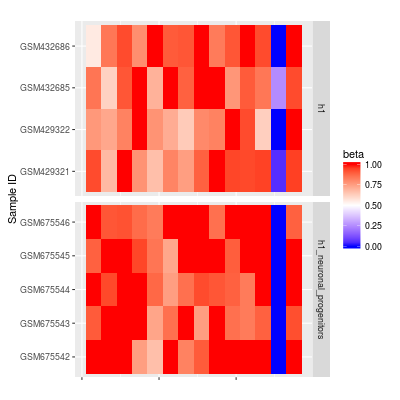 Sample ID
GSM432686
GSM432685
GSM429322
GSM429321
h1
GSM675546
GSM675545
GSM675544
GSM675543
GSM675542
h1_neuronal_progenitors
beta
1.00
0.75
0.50
0.25
0.00